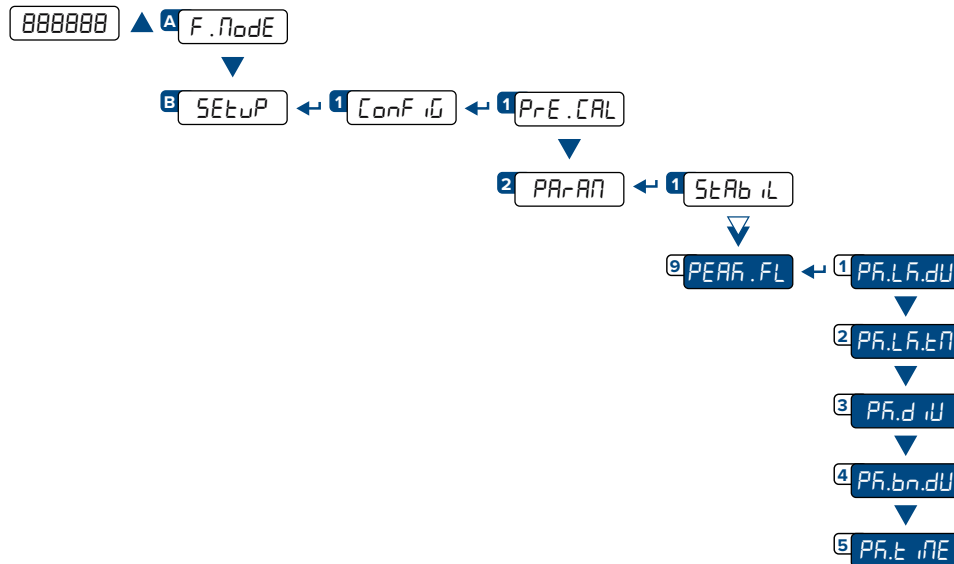 888888 A F.ModE
B SEtuP 1 ConFiG 1 PrE.CAL
2 PArAM 1 StAbiL
9 PEAK.FL 1 PK.LK.dU
2 PK.LK.tM
3 PK.diU
4 PK.bn.dU
5 PK.tiME